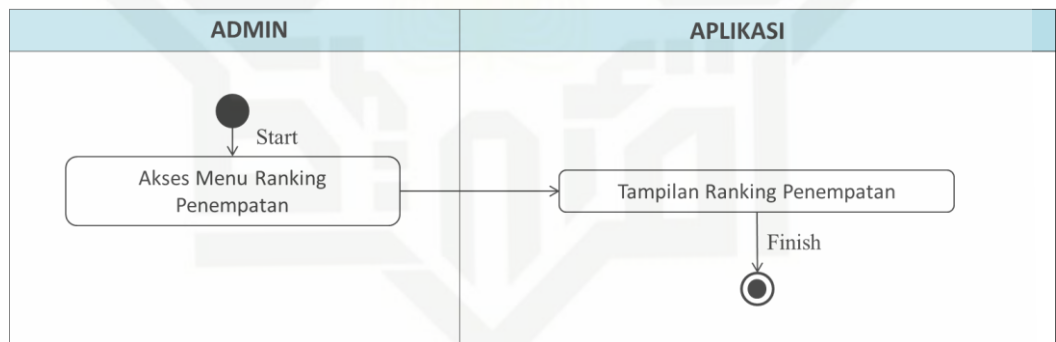 ADMIN
APLIKASI
Start
Akses Menu Ranking
Penempatan
Tampilan Ranking Penempatan
Finish